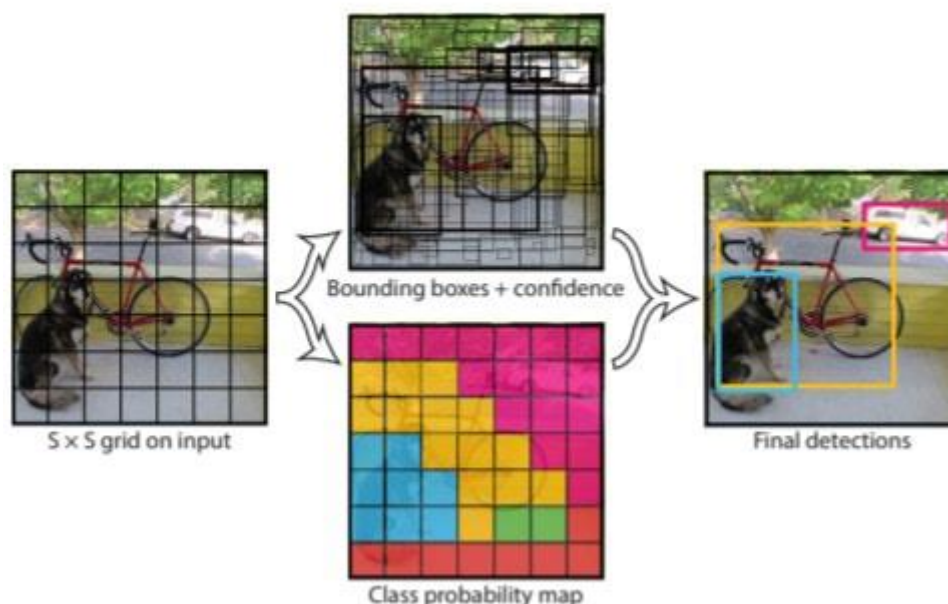 S × S grid on input
Bounding boxes + confidence
Class probability map
Final detections